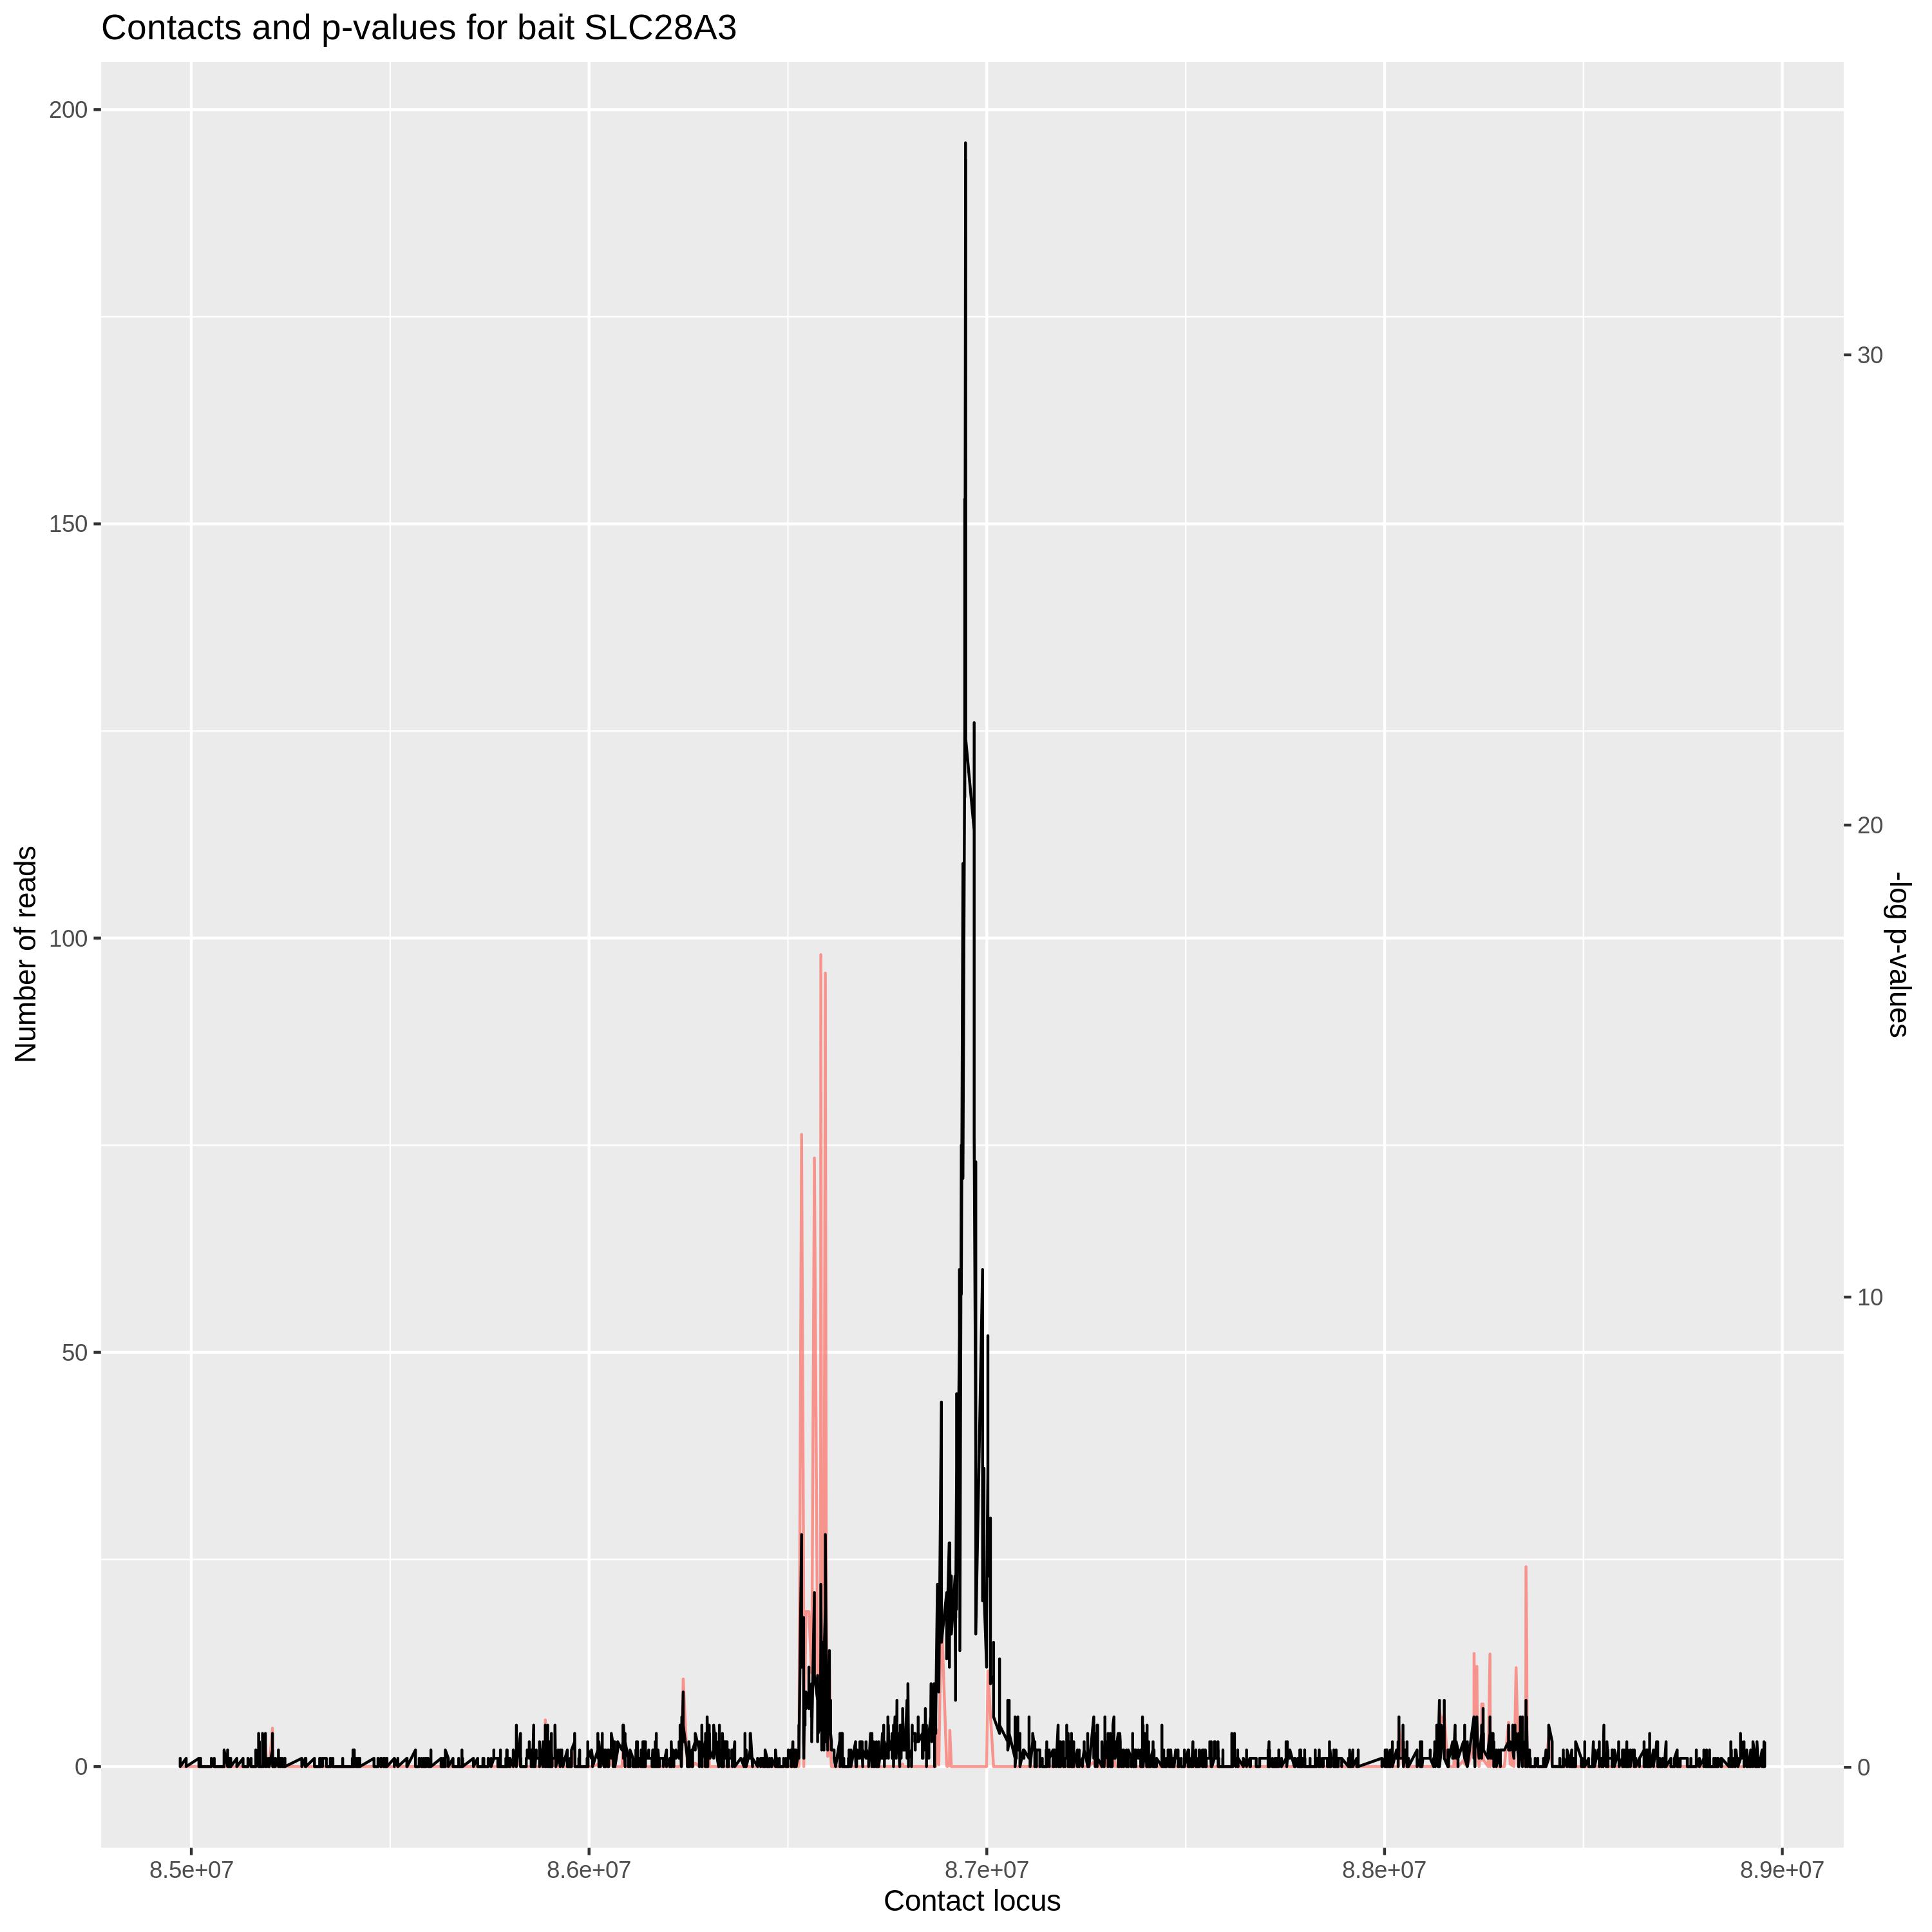 Contacts and p-values for bait SLC28A3
200
150
100
50
0
Number of reads
30
20
10
0
-log p-values
8.5e+07
8.6e+07
8.7e+07
8.8e+07
8.9e+07
Contact locus